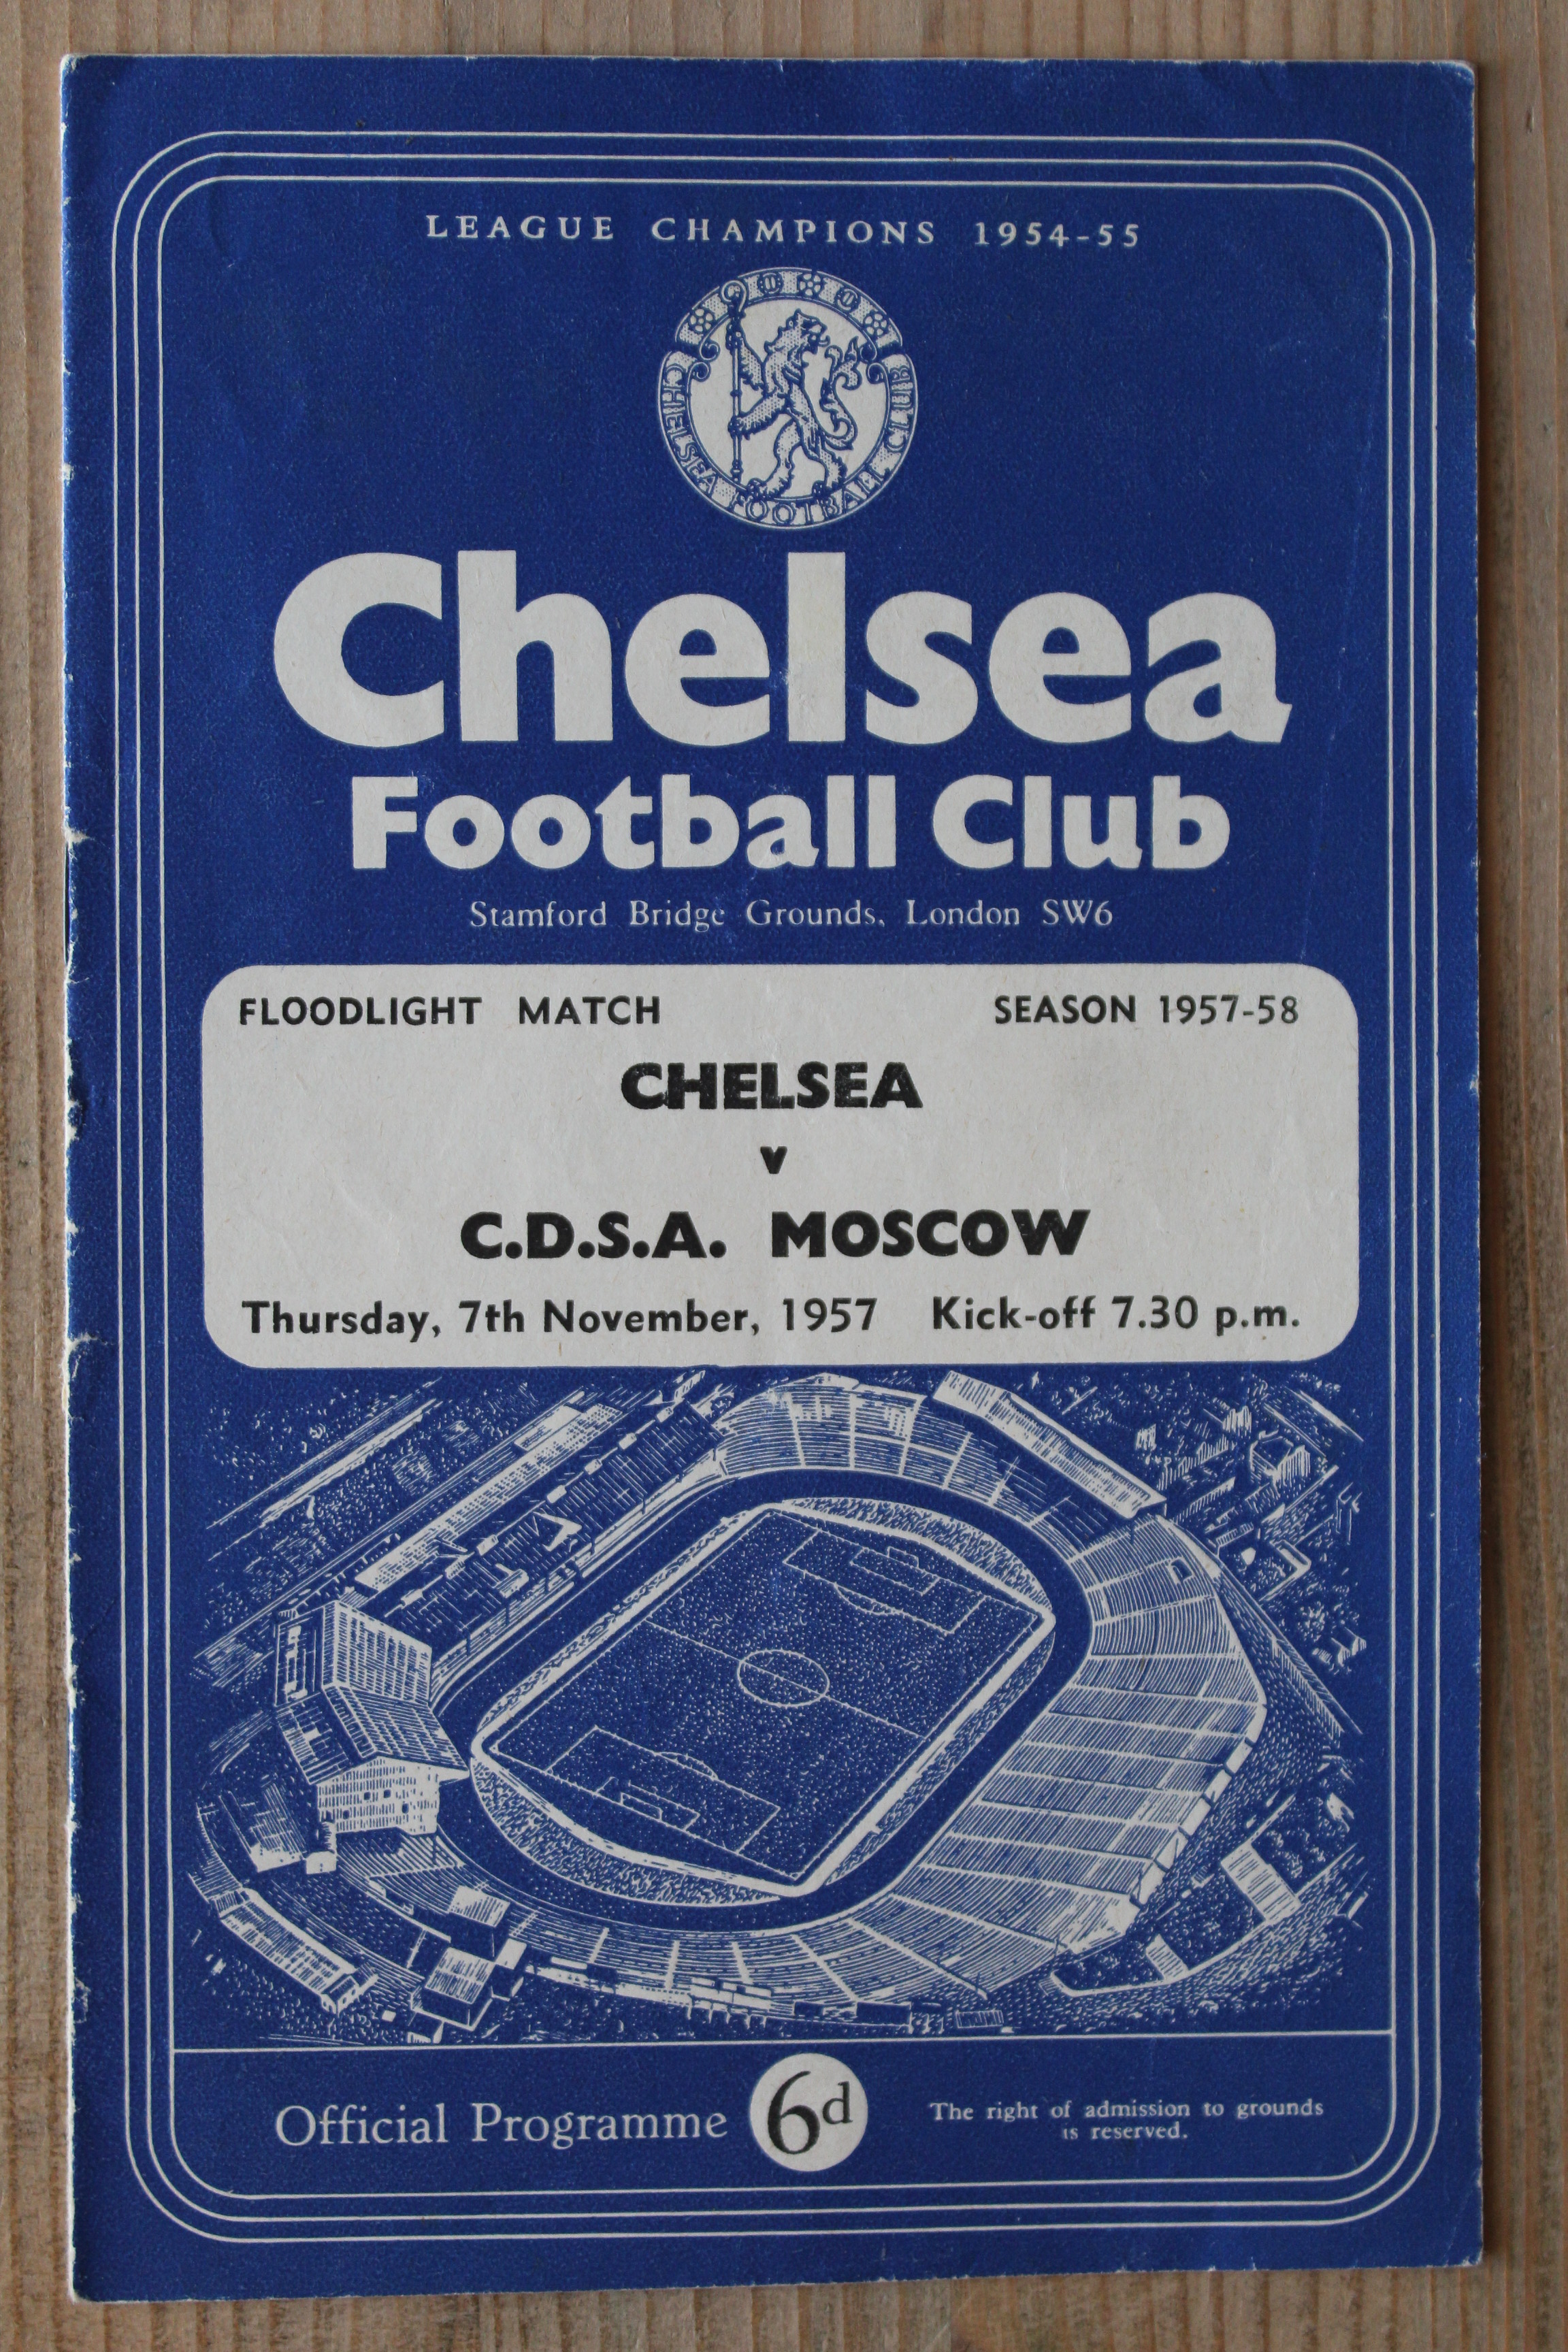 LEAGUE CHAMPIONS 1954-55
CHELSEA FOOTBALL CLUB
Chelsea
Football Club
Stamford Bridge Grounds, London SW6
FLOODLIGHT MATCH SEASON 1957-58
CHELSEA
v
C.D.S.A. MOSCOW
Thursday, 7th November, 1957 Kick-off 7.30 p.m.
Official Programme 6d The right of admission to grounds
is reserved.